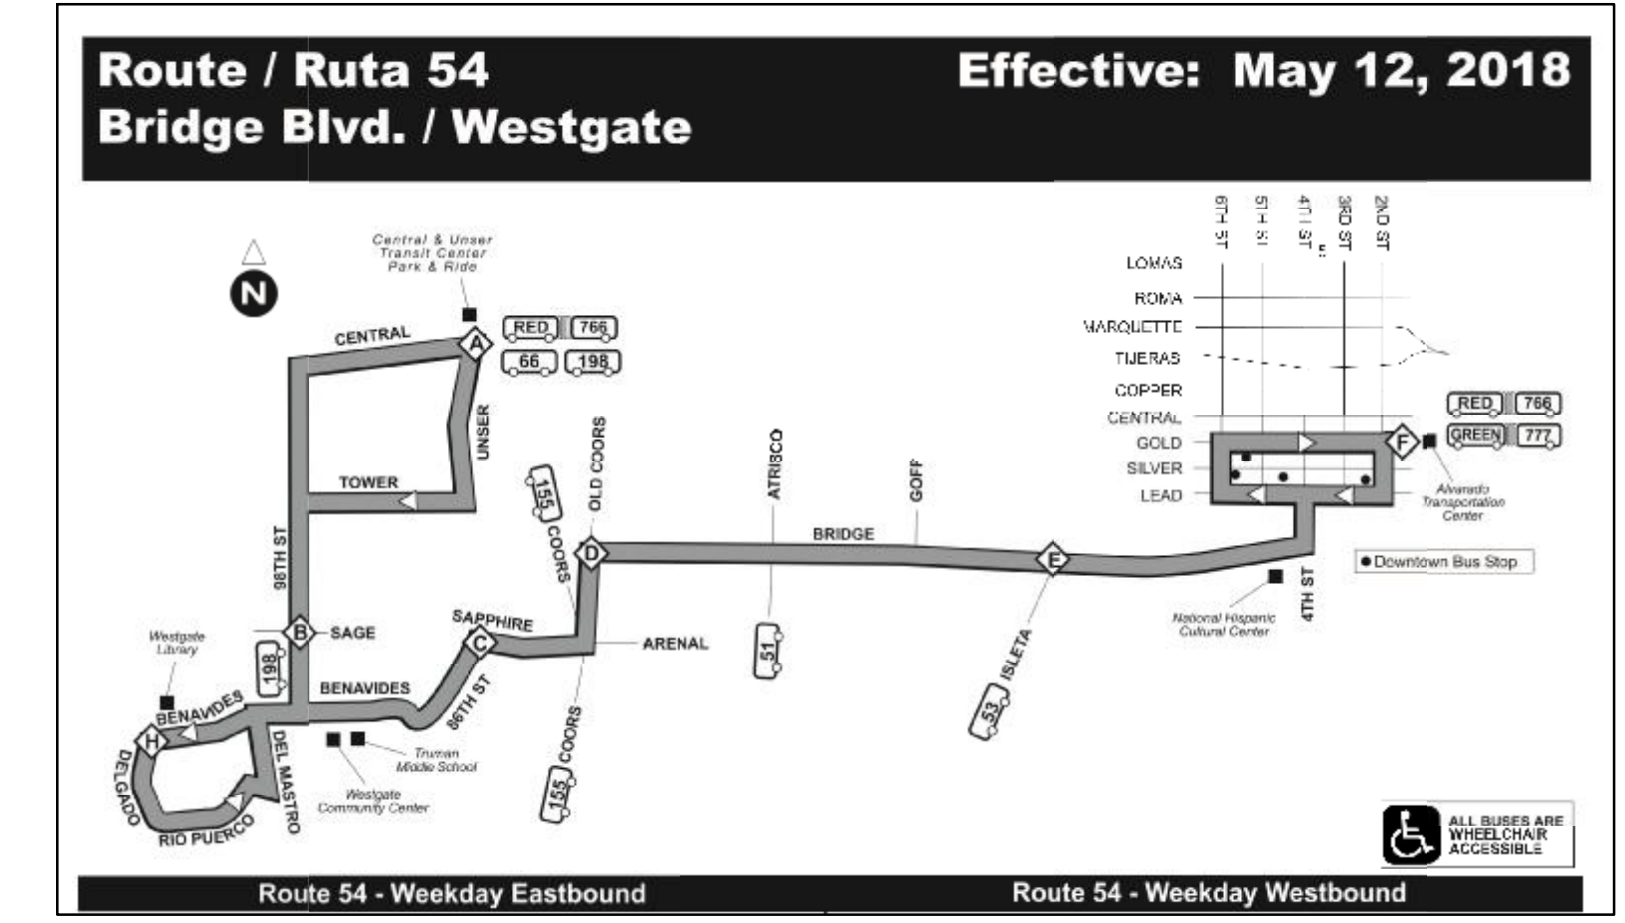 Route / Ruta 54
Effective: May 12, 2018
Bridge Blvd. / Westgate
N
Central & Unser
Transit Center
Park & Ride
CENTRAL
A
RED
766
66
198
UNSER
TOWER
98TH ST
B
SAGE
198
Westgate
Library
BENAVIDES
H
DELGADO
RIO PUERCO
DEL MASTRO
BENAVIDES
86TH ST
Truman
Middle School
Westgate
Community Center
SAPPHIRE
C
155
COORS
OLD COORS
D
ARENAL
COORS
155
ATRISCO
51
GOFF
BRIDGE
E
ISLETA
53
6TH ST
5TH ST
4TH ST
3RD ST
2ND ST
LOMAS
ROMA
MARQUETTE
TIJERAS
COPPER
CENTRAL
GOLD
SILVER
LEAD
F
RED
766
GREEN
777
Alvarado
Transportation
Center
Downtown Bus Stop
4TH ST
National Hispanic
Cultural Center
ALL BUSES ARE
WHEELCHAIR
ACCESSIBLE
Route 54 - Weekday Eastbound
Route 54 - Weekday Westbound